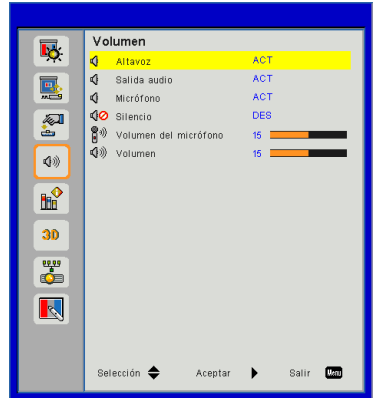 Volumen
Altavoz ACT
Salida audio ACT
Micrófono ACT
Silencio DES
Volumen del micrófono 15
Volumen 15
3D
Selección Aceptar Salir Menu